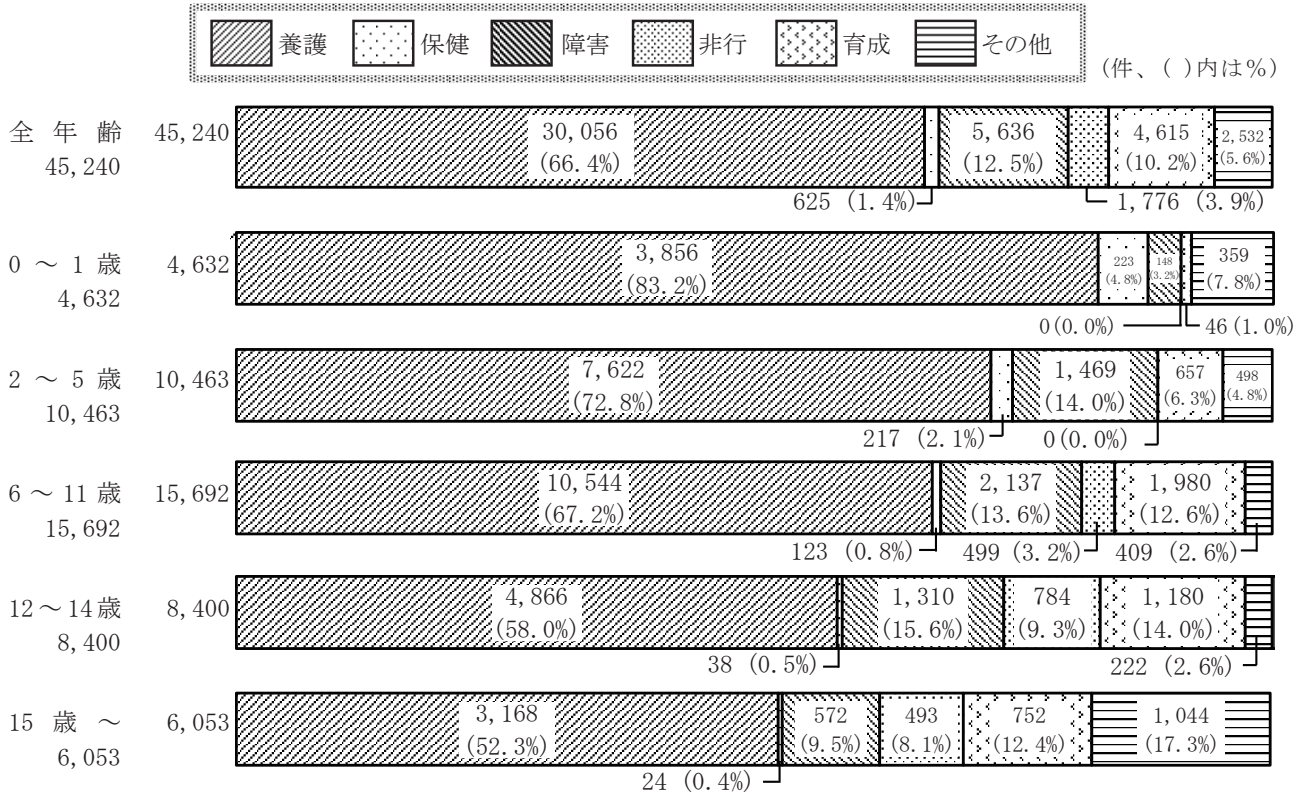 養護 保健 障害 非行 育成 その他
(件、( )内は%)
全年齢 45,240 30,056 5,636 4,615 2,532
45,240 (66.4%) (12.5%) (10.2%) (5.6%)
625 (1.4%) 1,776 (3.9%)
0～1歳 4,632 3,856 223 148 359
4,632 (83.2%) (4.8%) (3.2%) (7.8%)
0(0.0%) 46(1.0%)
2～5歳 10,463 7,622 1,469 657 498
10,463 (72.8%) (14.0%) (6.3%) (4.8%)
217 (2.1%) 0(0.0%)
6～11歳 15,692 10,544 2,137 1,980
15,692 (67.2%) (13.6%) (12.6%)
123 (0.8%) 499 (3.2%) 409 (2.6%)
12～14歳 8,400 4,866 1,310 784 1,180
8,400 (58.0%) (15.6%) (9.3%) (14.0%)
38 (0.5%) 222 (2.6%)
15歳～ 6,053 3,168 572 493 752 1,044
6,053 (52.3%) (9.5%) (8.1%) (12.4%) (17.3%)
24 (0.4%)